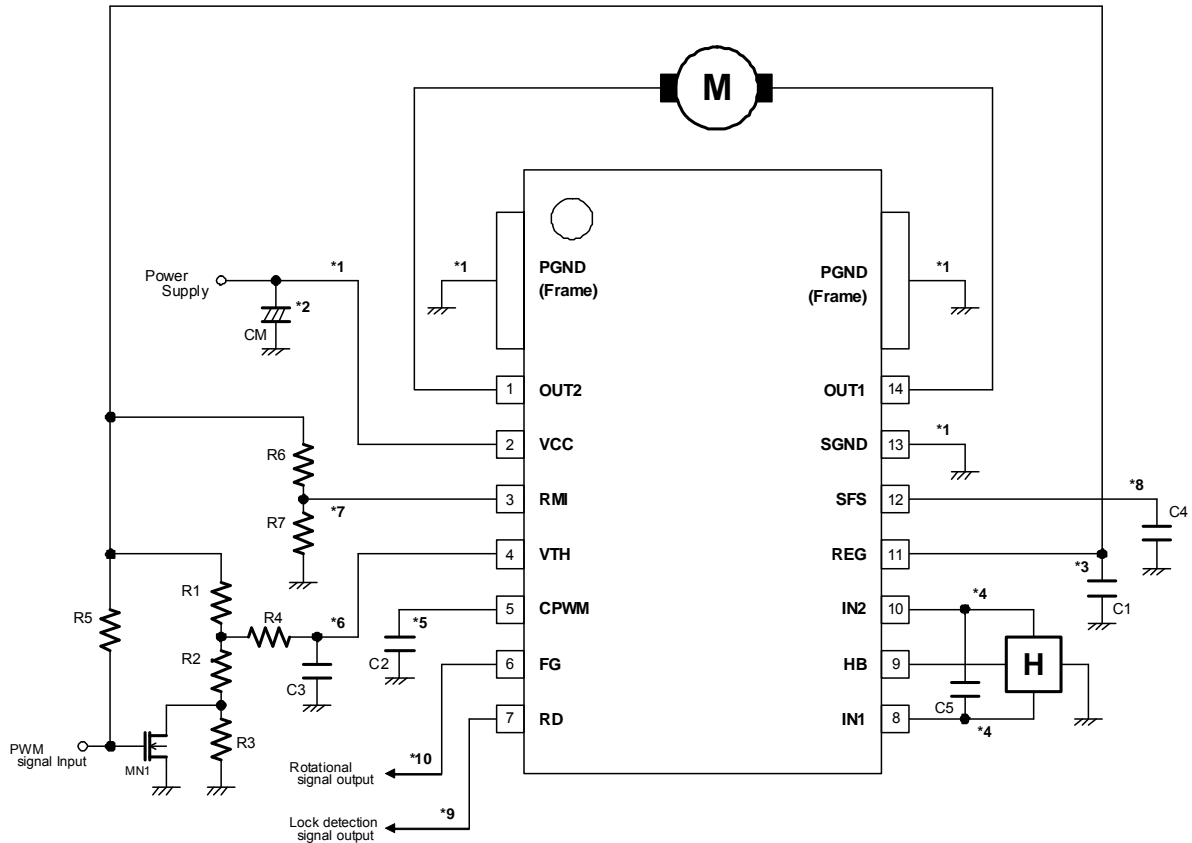 M
PGND
(Frame)
PGND
(Frame)
*1
*1
*1
Power
Supply
*2
CM
1
OUT2
OUT1
14
2
VCC
SGND
13
*1
R6
3
RMI
SFS
12
*8
C4
R7
*7
4
VTH
REG
11
*3
C1
R1
R5
R4
*6
5
CPWM
IN2
10
*4
*5
C2
R2
C3
6
FG
HB
9
H
C5
7
RD
IN1
8
*4
R3
PWM
signal Input
MN1
Rotational
signal output
*10
Lock detection
signal output
*9